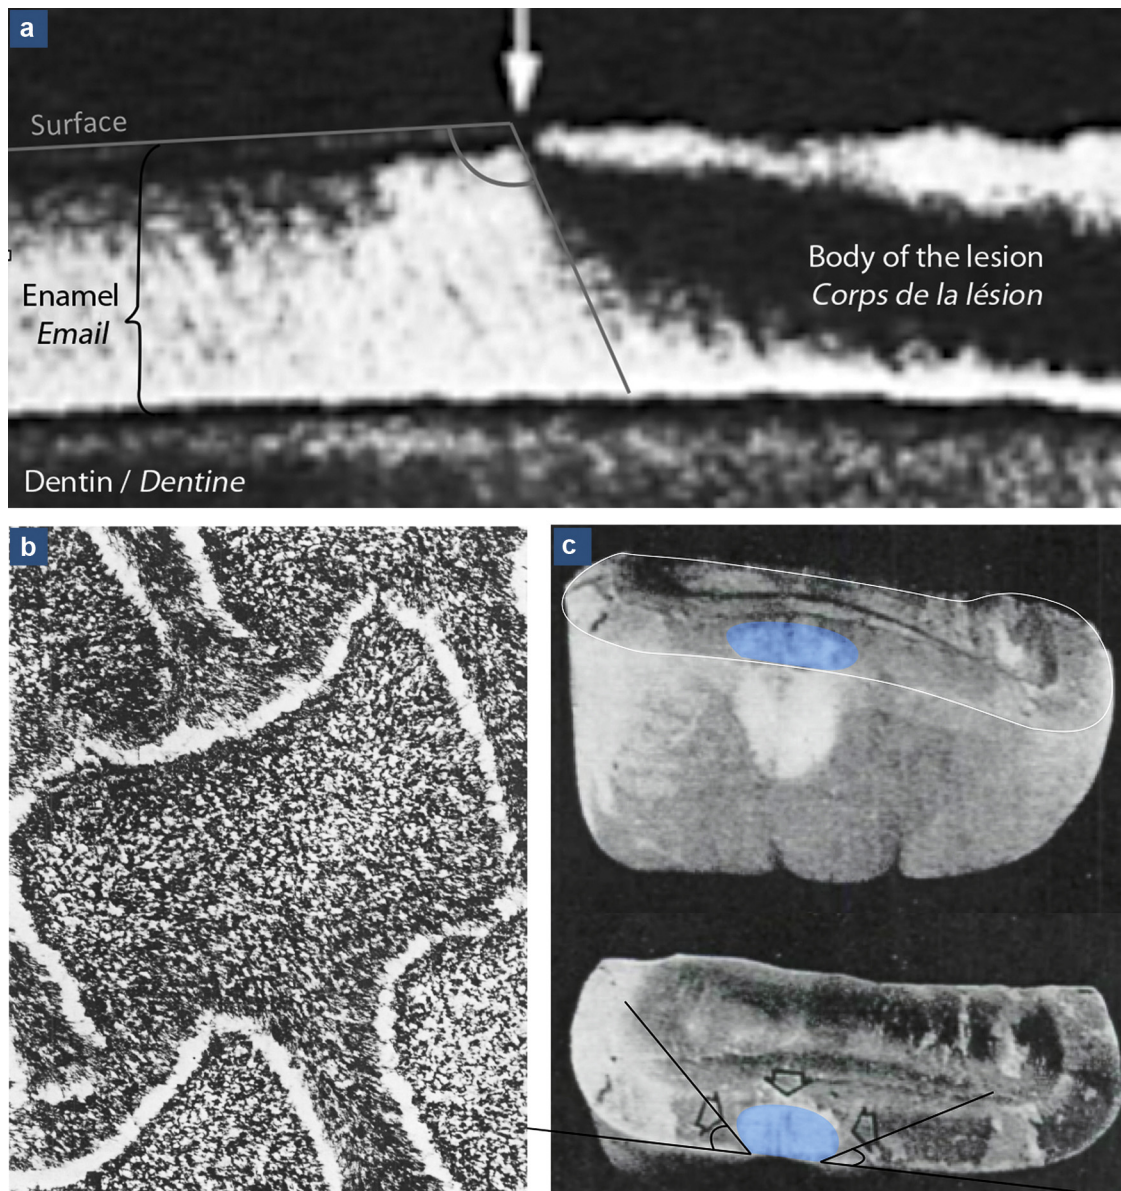 a
Surface
Enamel
Email
Body of the lesion
Corps de la lésion
Dentin / Dentine
b
c